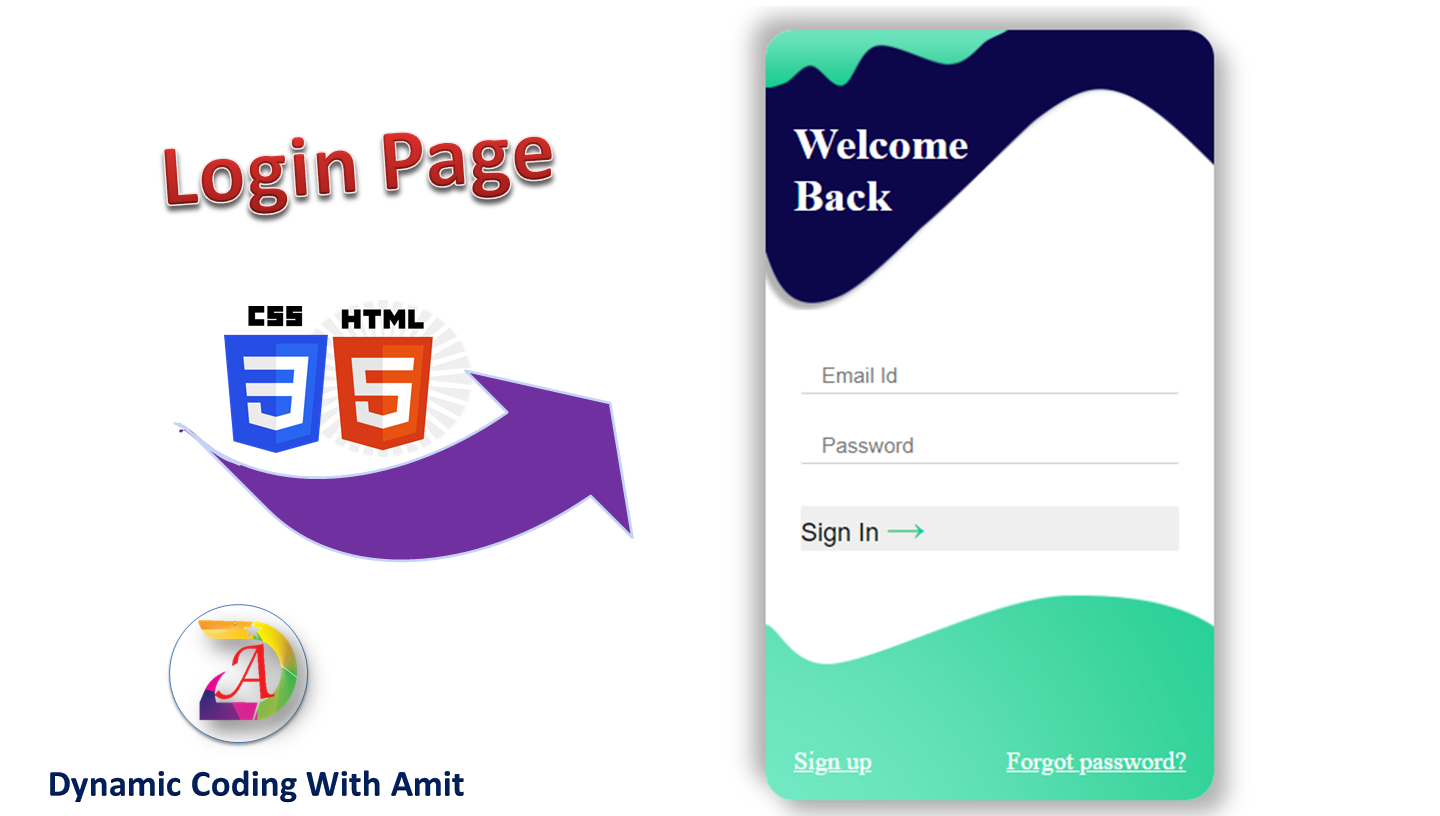 Login Page
CSS
HTML
3
5
A
Dynamic Coding With Amit
Welcome
Back
Email Id
Password
Sign In →
Sign up
Forgot password?